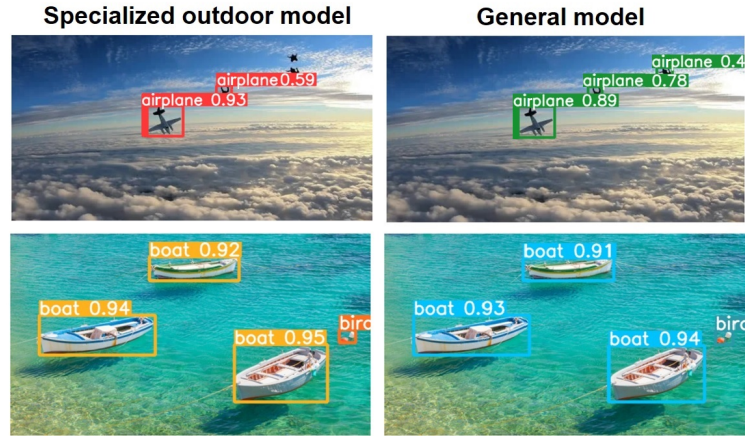 Specialized outdoor model
General model
airplane 0.59
airplane 0.93
airplane 0.4
airplane 0.78
airplane 0.89
boat 0.92
boat 0.94
boat 0.95
bird
boat 0.91
boat 0.93
boat 0.94
bird